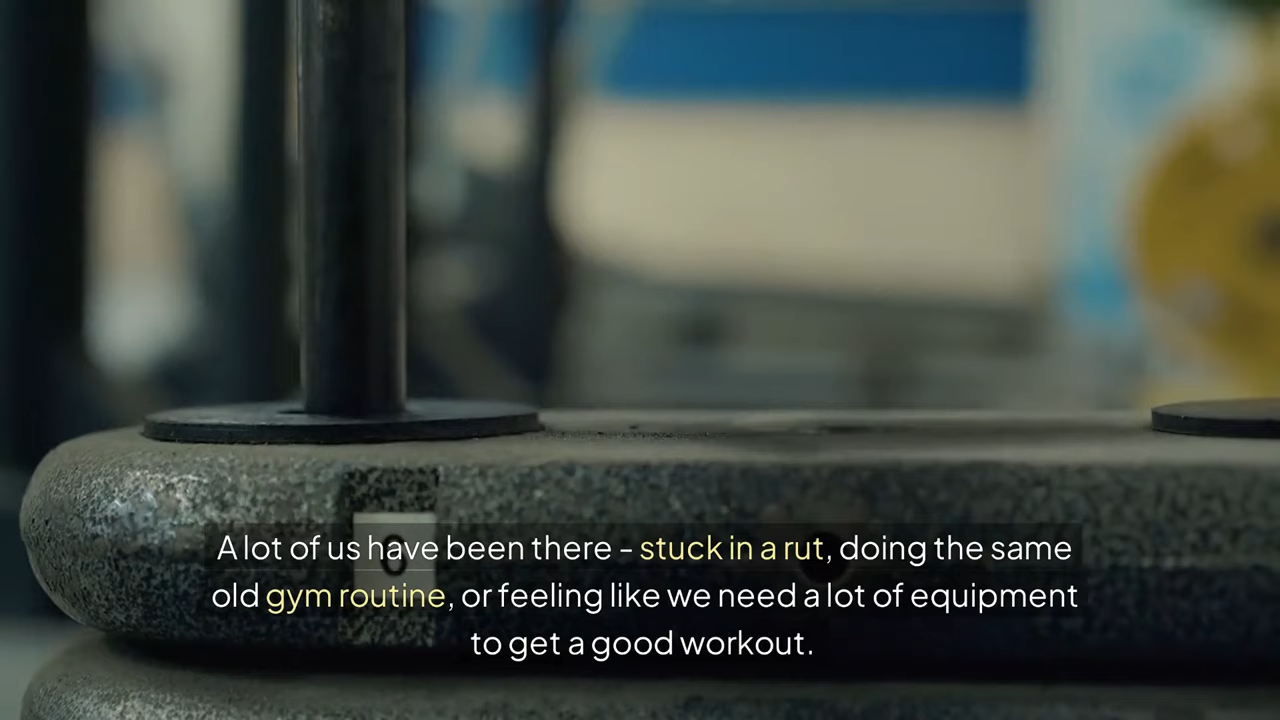 A lot of us have been there - stuck in a rut, doing the same
old gym routine, or feeling like we need a lot of equipment
to get a good workout.